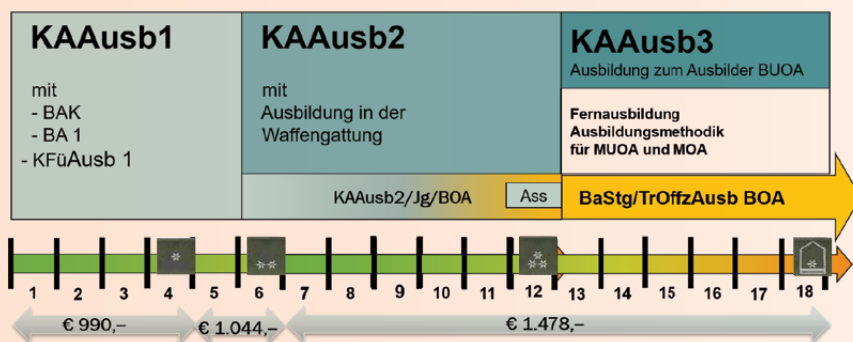 KAAusb1
mit
- BAK
- BA 1
- KFüAusb 1
KAAusb2
mit
Ausbildung in der
Waffengattung
KAAusb3
Ausbildung zum Ausbilder BUOA
Fernausbildung
Ausbildungsmethodik
für MUOA und MOA
KAAusb2/Jg/BOA
Ass
BaStg/TrOffzAusb BOA
1 2 3 4 5 6 7 8 9 10 11 12 13 14 15 16 17 18
€ 990,– € 1.044,– € 1.478,–